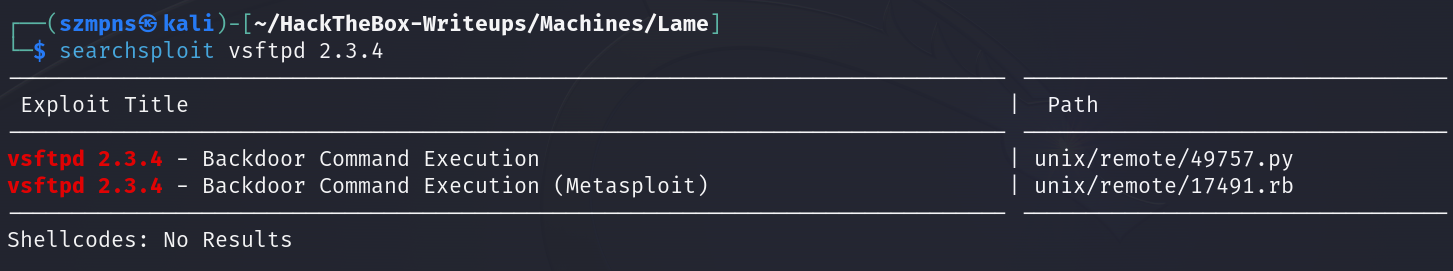 ┌──(szmpns㉿kali)-[~/HackTheBox-Writeups/Machines/Lame]
└─$ searchsploit vsftpd 2.3.4
Exploit Title | Path
vsftpd 2.3.4 - Backdoor Command Execution | unix/remote/49757.py
vsftpd 2.3.4 - Backdoor Command Execution (Metasploit) | unix/remote/17491.rb
Shellcodes: No Results